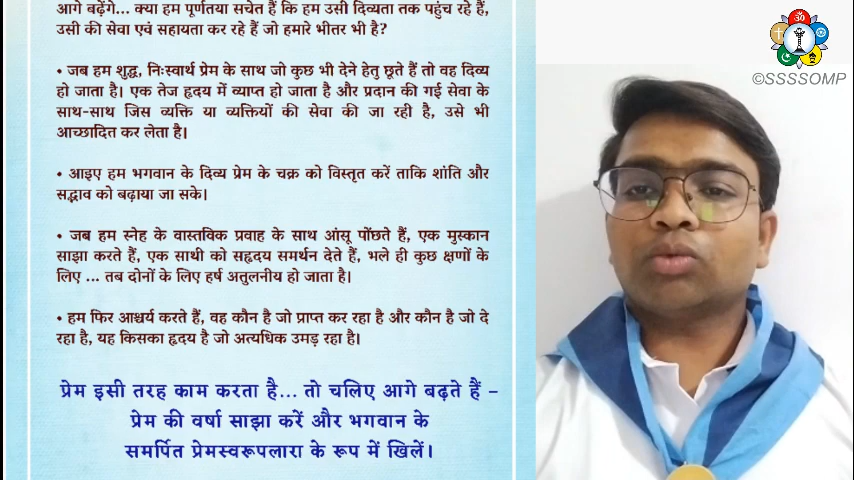 आगे बढ़ेंगे... क्या हम पूर्णतया सचेत हैं कि हम उसी दिव्यता तक पहुंच रहे हैं,
उसी की सेवा एवं सहायता कर रहे हैं जो हमारे भीतर भी है?
• जब हम शुद्ध, निःस्वार्थ प्रेम के साथ जो कुछ भी देने हेतु छूते हैं तो वह दिव्य
हो जाता है। एक तेज हृदय में व्याप्त हो जाता है और प्रदान की गई सेवा के
साथ-साथ जिस व्यक्ति या व्यक्तियों की सेवा की जा रही है, उसे भी
आच्छादित कर लेता है।
• आइए हम भगवान के दिव्य प्रेम के चक्र को विस्तृत करें ताकि शांति और
सद्भाव को बढ़ाया जा सके।
• जब हम स्नेह के वास्तविक प्रवाह के साथ आंसू पोंछते हैं, एक मुस्कान
साझा करते हैं, एक साथी को सहृदय समर्थन देते हैं, भले ही कुछ क्षणों के
लिए ... तब दोनों के लिए हर्ष अतुलनीय हो जाता है।
• हम फिर आश्चर्य करते हैं, वह कौन है जो प्राप्त कर रहा है और कौन है जो दे
रहा है, यह किसका हृदय है जो अत्यधिक उमड़ रहा है।
प्रेम इसी तरह काम करता है... तो चलिए आगे बढ़ते हैं –
प्रेम की वर्षा साझा करें और भगवान के
समर्पित प्रेमस्वरूपलारा के रूप में खिलें।
©SSSSOMP